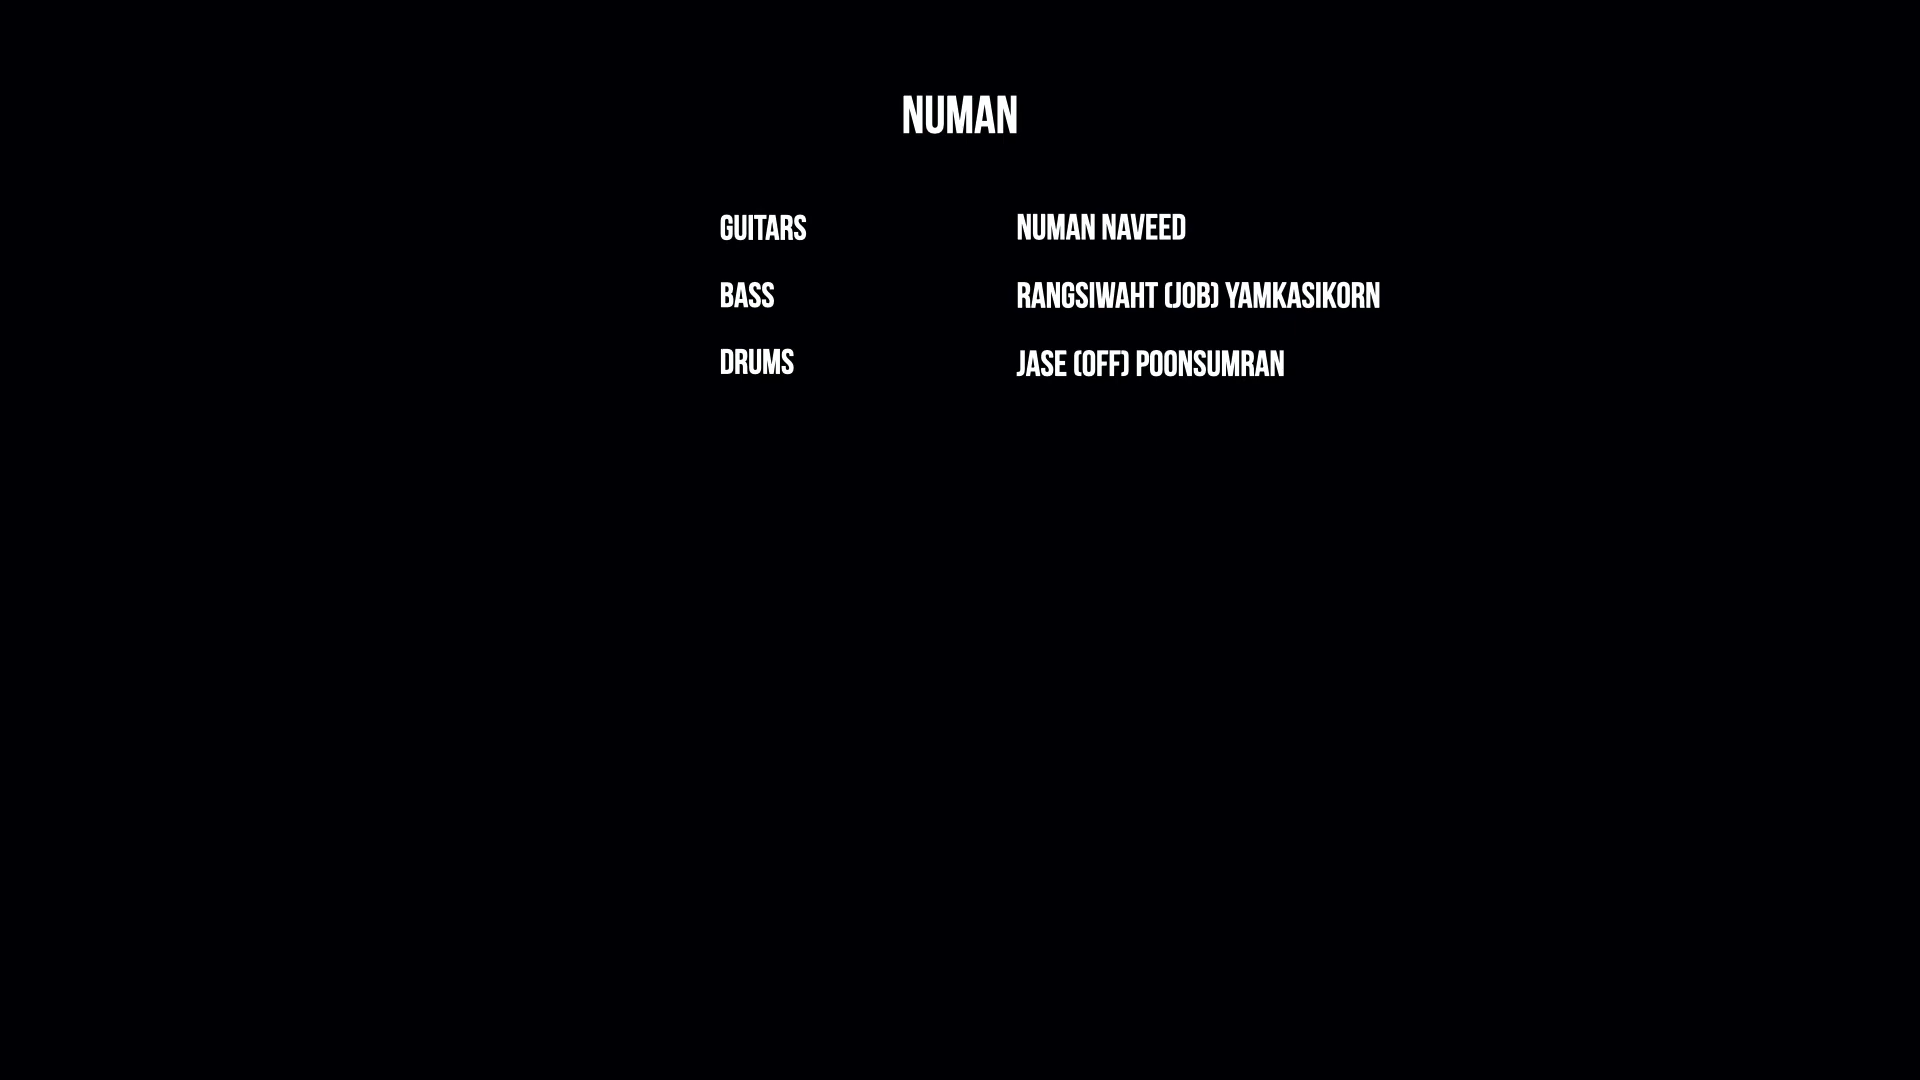 NUMAN
GUITARS NUMAN NAVEED
BASS RANGSIWAHT (JOB) YAMKASIKORN
DRUMS JASE (OFF) POONSUMRAN